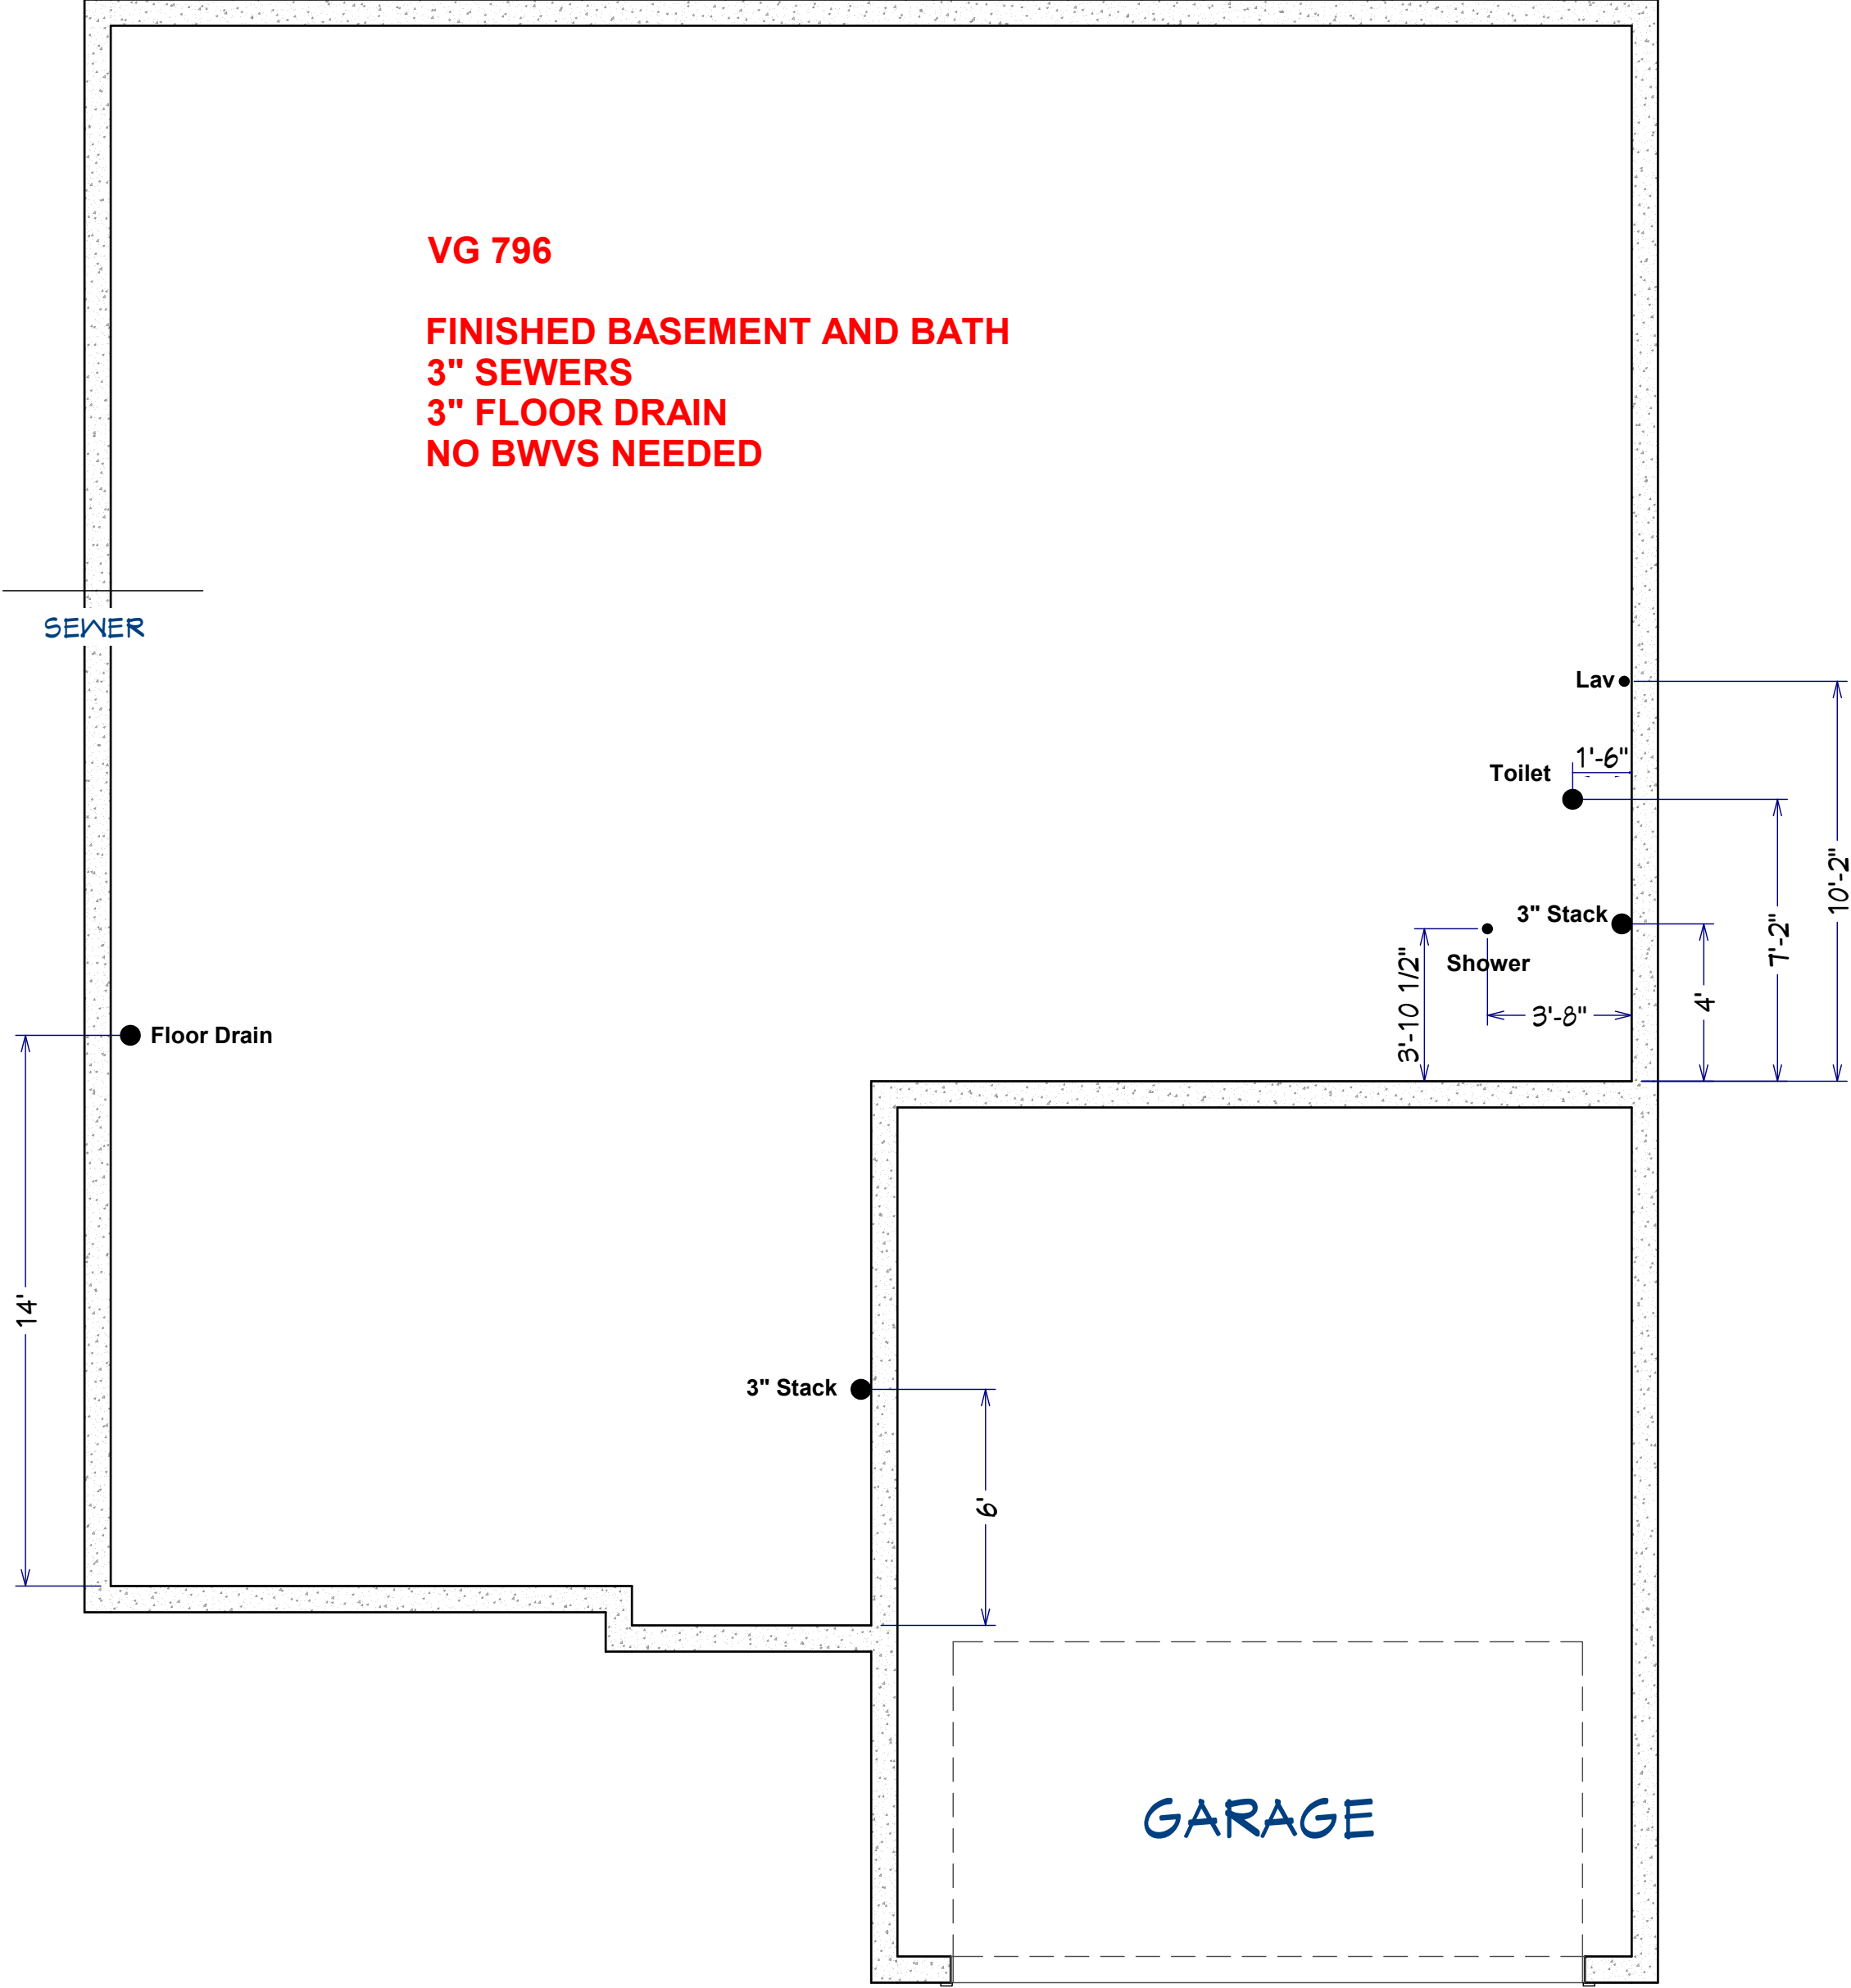 VG 796
FINISHED BASEMENT AND BATH
3" SEWERS
3" FLOOR DRAIN
NO BWVS NEEDED
SEWER
Lav
1'-6"
Toilet
10'-2"
7'-2"
3" Stack
Shower
3'-10 1/2"
3'-8"
4'
Floor Drain
14'
3" Stack
6'
GARAGE